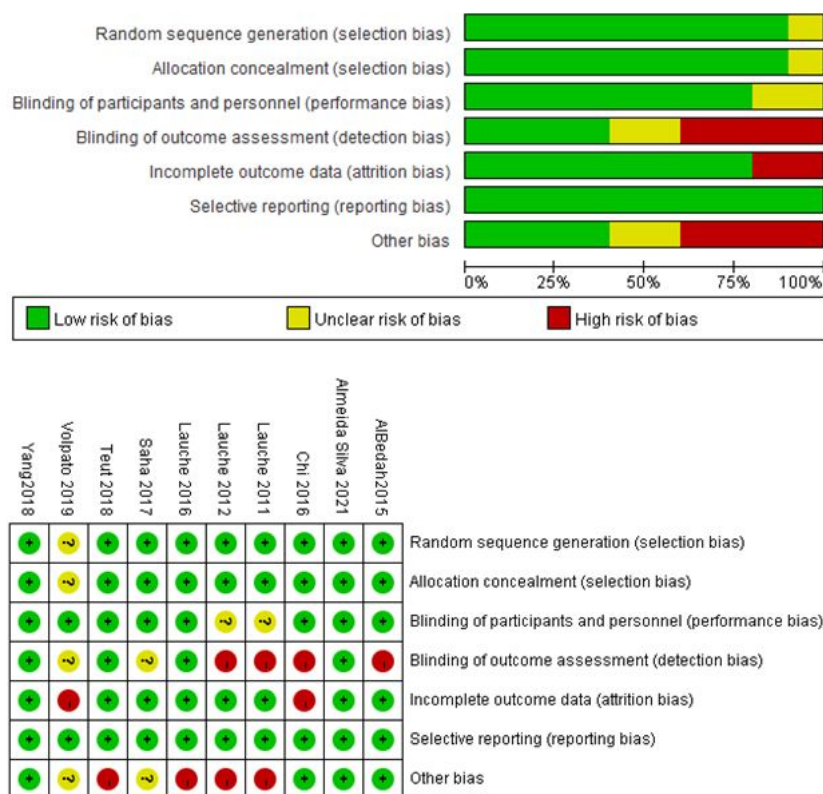 Random sequence generation (selection bias)
Allocation concealment (selection bias)
Blinding of participants and personnel (performance bias)
Blinding of outcome assessment (detection bias)
Incomplete outcome data (attrition bias)
Selective reporting (reporting bias)
Other bias
0% 25% 50% 75% 100%
Low risk of bias Unclear risk of bias High risk of bias
Yang2018 Volpato 2019 Teut 2018 Saha 2017 Lauche 2016 Lauche 2012 Lauche 2011 Chi 2016 Almeida Silva 2021 AlBedah2015
+ ? + + + + + + + + Random sequence generation (selection bias)
+ ? + + + + + + + + Allocation concealment (selection bias)
+ + + + + ? ? + + + Blinding of participants and personnel (performance bias)
+ ? + ? + - - - + - Blinding of outcome assessment (detection bias)
+ - + + + + + - + + Incomplete outcome data (attrition bias)
+ + + + + + + + + + Selective reporting (reporting bias)
+ ? - ? - - - + + + Other bias